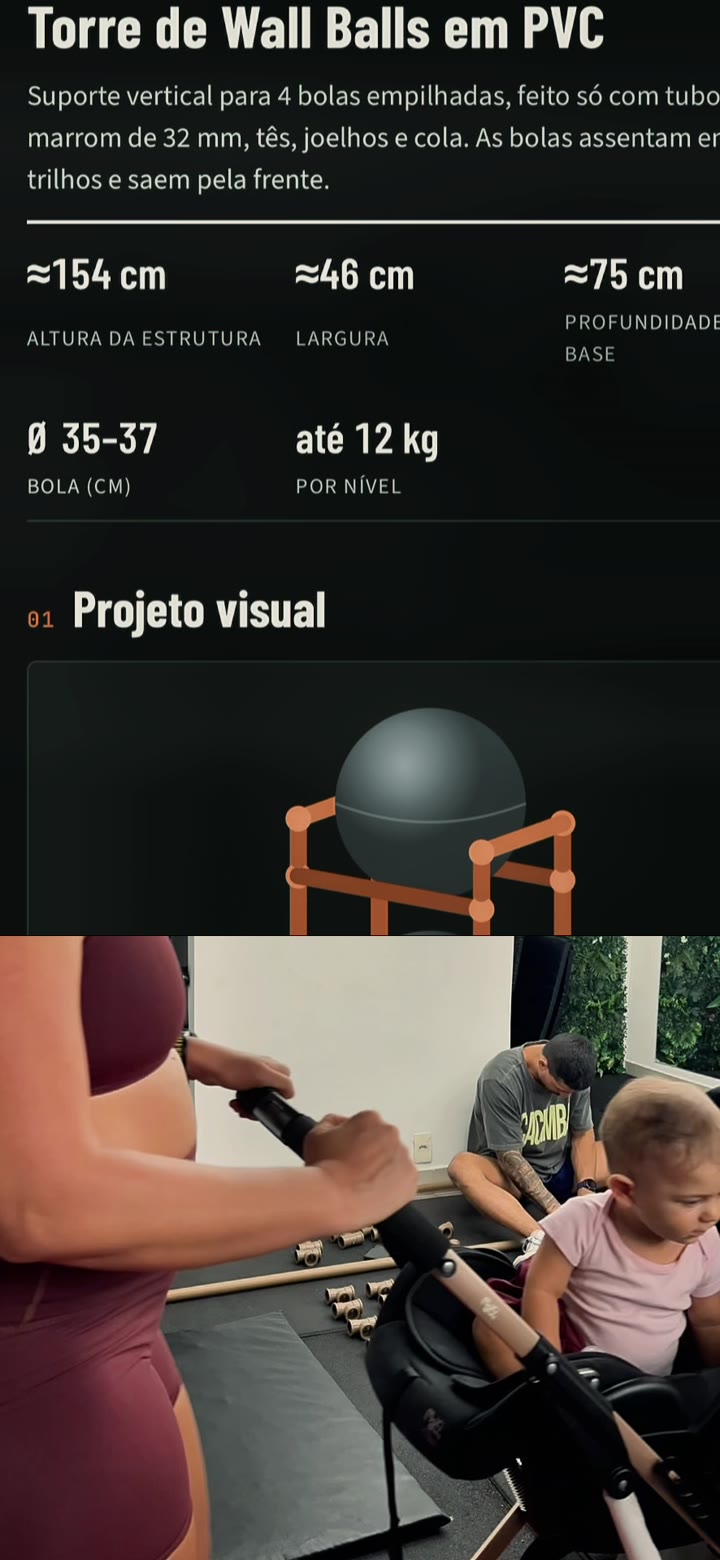 Torre de Wall Balls em PVC
Suporte vertical para 4 bolas empilhadas, feito só com tubo
marrom de 32 mm, tês, joelhos e cola. As bolas assentam em
trilhos e saem pela frente.
≈154 cm
≈46 cm
≈75 cm
ALTURA DA ESTRUTURA
LARGURA
PROFUNDIDADE
BASE
Ø 35–37
até 12 kg
BOLA (CM)
POR NÍVEL
01 Projeto visual